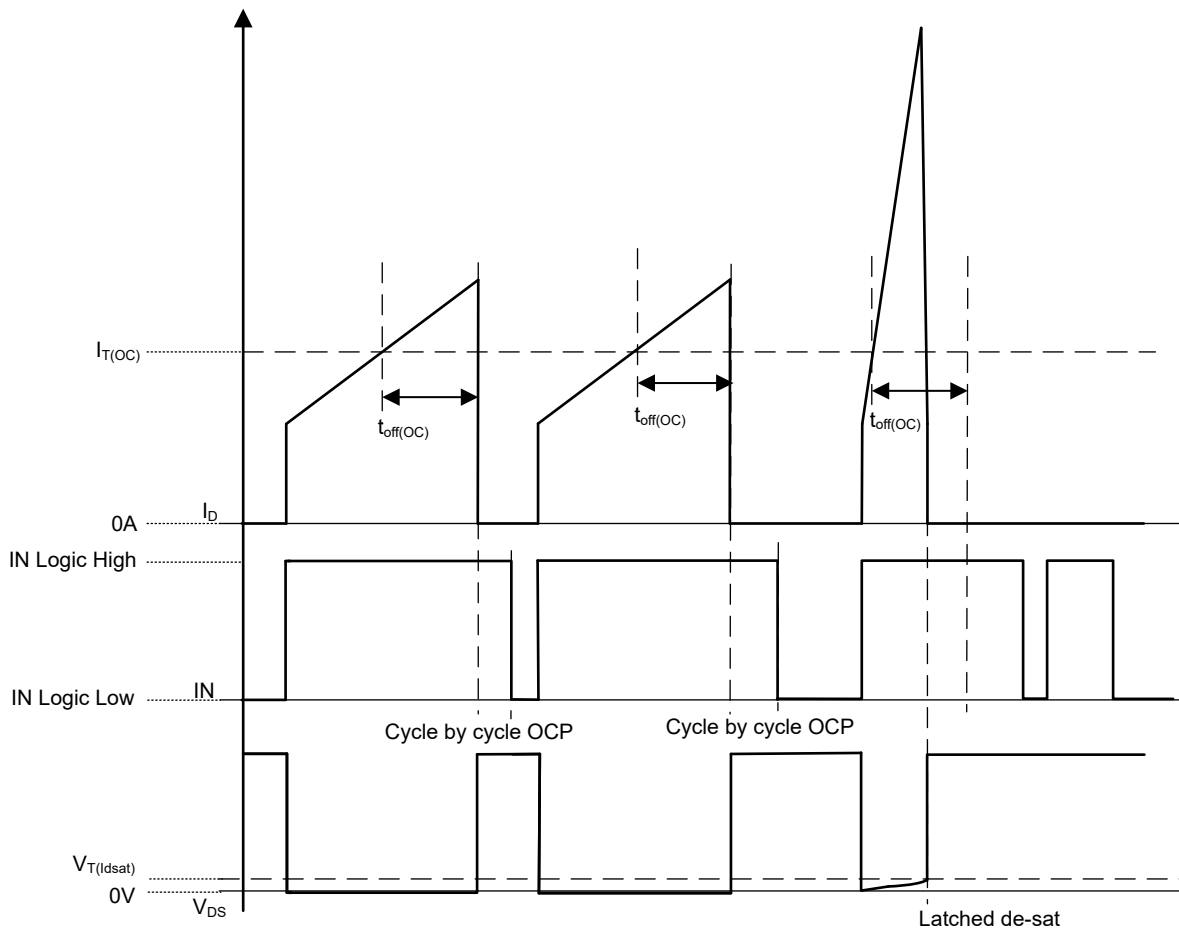 I_T(OC)
t_off(OC)
t_off(OC)
t_off(OC)
0A
I_D
IN Logic High
IN Logic Low
IN
Cycle by cycle OCP
Cycle by cycle OCP
V_T(Idsat)
0V
V_DS
Latched de-sat